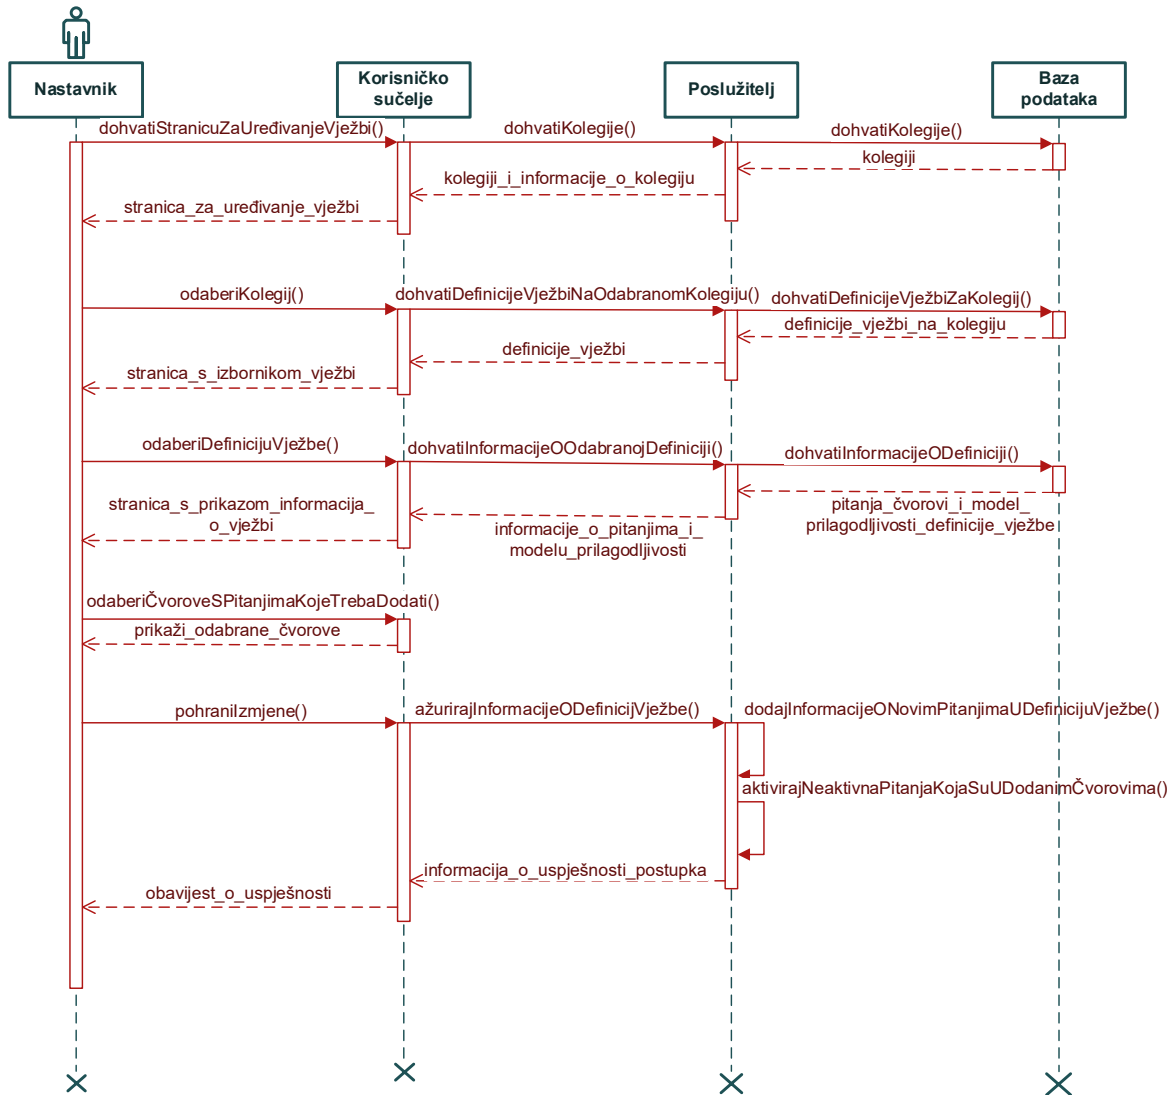 Nastavnik
Korisničko
sučelje
Poslužitelj
Baza
podataka
dohvatiStranicuZaUređivanjeVježbi()
dohvatiKolegije()
dohvatiKolegije()
kolegiji
kolegiji_i_informacije_o_kolegiju
stranica_za_uređivanje_vježbi
odaberiKolegij()
dohvatiDefinicijeVježbiNaOdabranomKolegiju()
dohvatiDefinicijeVježbiZaKolegij()
definicije_vježbi_na_kolegiju
definicije_vježbi
stranica_s_izbornikom_vježbi
odaberiDefinicijuVježbe()
dohvatiInformacijeOOdabranojDefiniciji()
dohvatiInformacijeODefiniciji()
stranica_s_prikazom_informacija_
o_vježbi
pitanja_čvorovi_i_model_
prilagodljivosti_definicije_vježbe
informacije_o_pitanjima_i_
modelu_prilagodljivosti
odaberiČvoroveSPitanjimaKojeTrebaDodati()
prikaži_odabrane_čvorove
pohraniIzmjene()
ažurirajInformacijeODefinicijVježbe()
dodajInformacijeONovimPitanjimaUDefinicijuVježbe()
aktivirajNeaktivnaPitanjaKojaSuUDodanimČvorovima()
informacija_o_uspješnosti_postupka
obavijest_o_uspješnosti